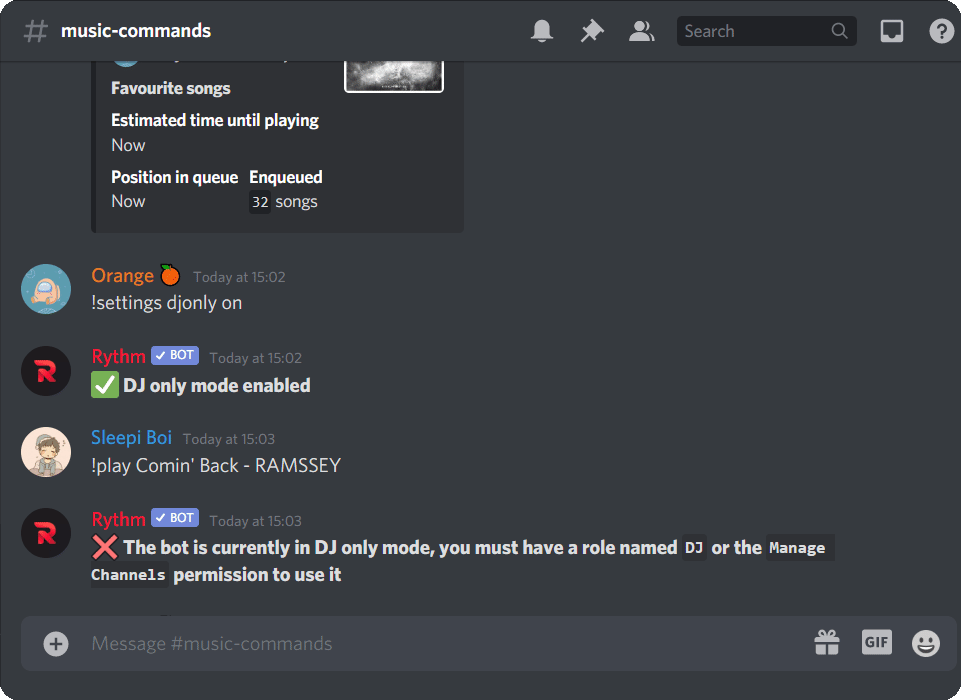 music-commands
Search
Favourite songs
Estimated time until playing
Now
Position in queue Enqueued
Now 32 songs
Orange Today at 15:02
!settings djonly on
Rythm BOT Today at 15:02
DJ only mode enabled
Sleepi Boi Today at 15:03
!play Comin' Back - RAMSSEY
Rythm BOT Today at 15:03
The bot is currently in DJ only mode, you must have a role named DJ or the Manage
Channels permission to use it
Message #music-commands
GIF